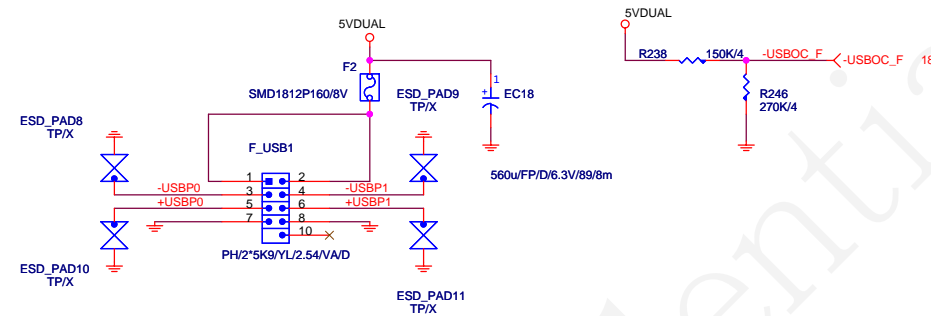 5VDUAL
F2
SMD1812P160/8V
1
+
EC18
560u/FP/D/6.3V/89/8m
ESD_PAD8
TP/X
ESD_PAD9
TP/X
F_USB1
1 2
-USBP0 3 4 -USBP1
+USBP0 5 6 +USBP1
7 8
10
PH/2*5K9/YL/2.54/VA/D
ESD_PAD10
TP/X
ESD_PAD11
TP/X
5VDUAL
R238 150K/4 -USBOC_F
-USBOC_F 18
R246
270K/4